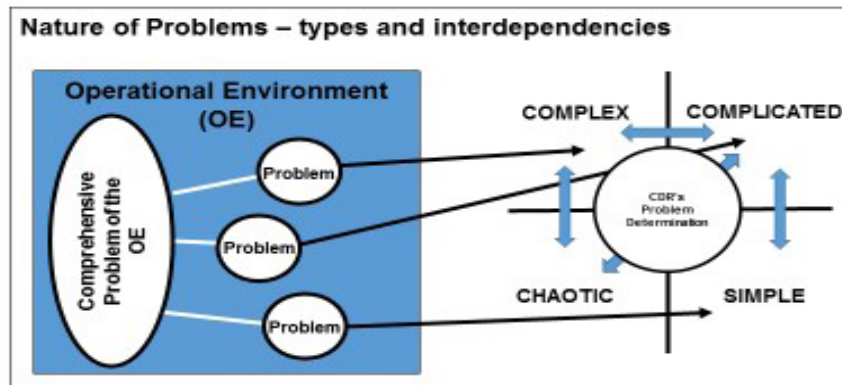 Nature of Problems – types and interdependencies
Operational Environment
(OE)
Comprehensive
Problem of the
OE
Problem
Problem
Problem
COMPLEX
COMPLICATED
CDR's
Problem
Determination
CHAOTIC
SIMPLE